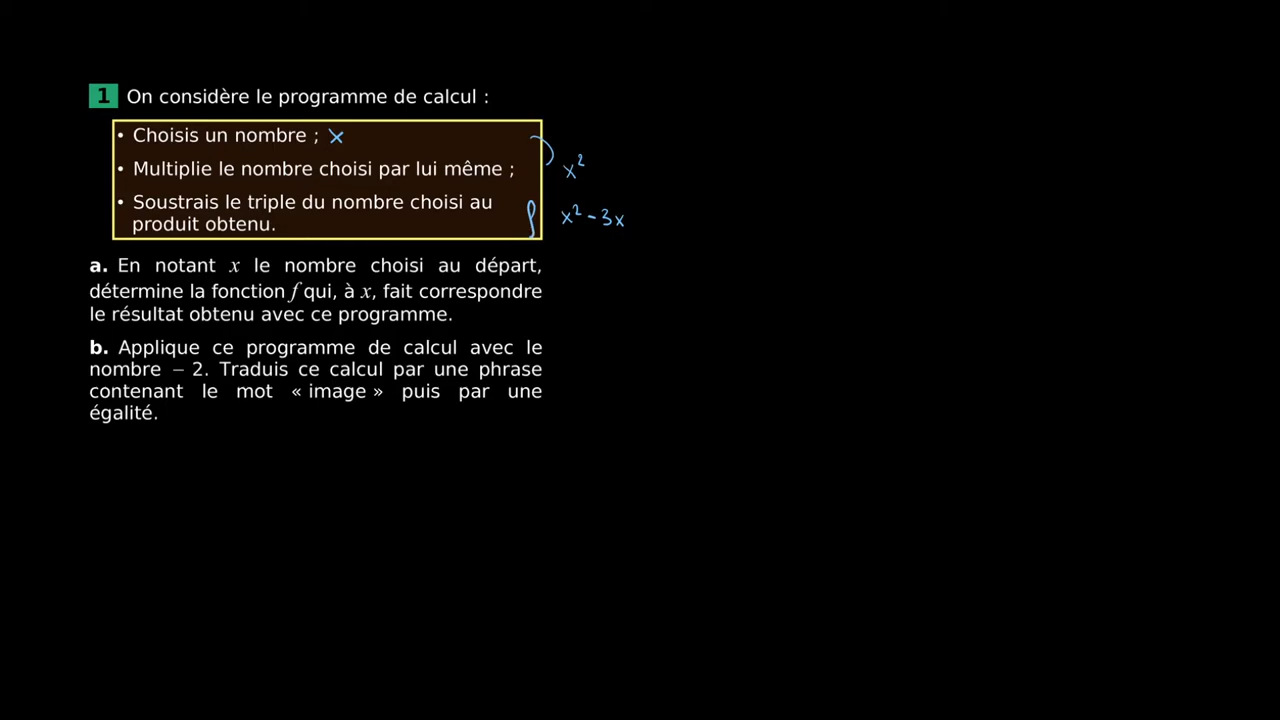 1 On considère le programme de calcul :
• Choisis un nombre ; x
• Multiplie le nombre choisi par lui même ;
x²
• Soustrais le triple du nombre choisi au
produit obtenu.
x² - 3x
a. En notant x le nombre choisi au départ,
détermine la fonction f qui, à x, fait correspondre
le résultat obtenu avec ce programme.
b. Applique ce programme de calcul avec le
nombre – 2. Traduis ce calcul par une phrase
contenant le mot « image » puis par une
égalité.